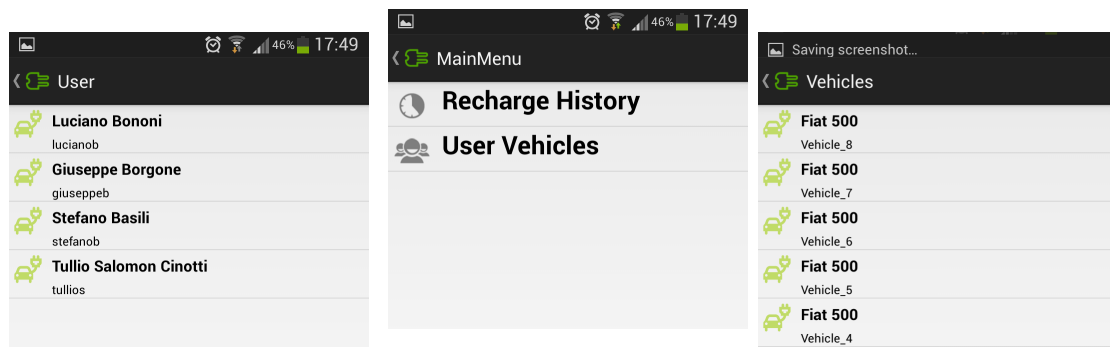 46% 17:49
User
Luciano Bononi
lucianob
Giuseppe Borgone
giuseppeb
Stefano Basili
stefanob
Tullio Salomon Cinotti
tullios
46% 17:49
MainMenu
Recharge History
User Vehicles
Saving screenshot...
Vehicles
Fiat 500
Vehicle_8
Fiat 500
Vehicle_7
Fiat 500
Vehicle_6
Fiat 500
Vehicle_5
Fiat 500
Vehicle_4